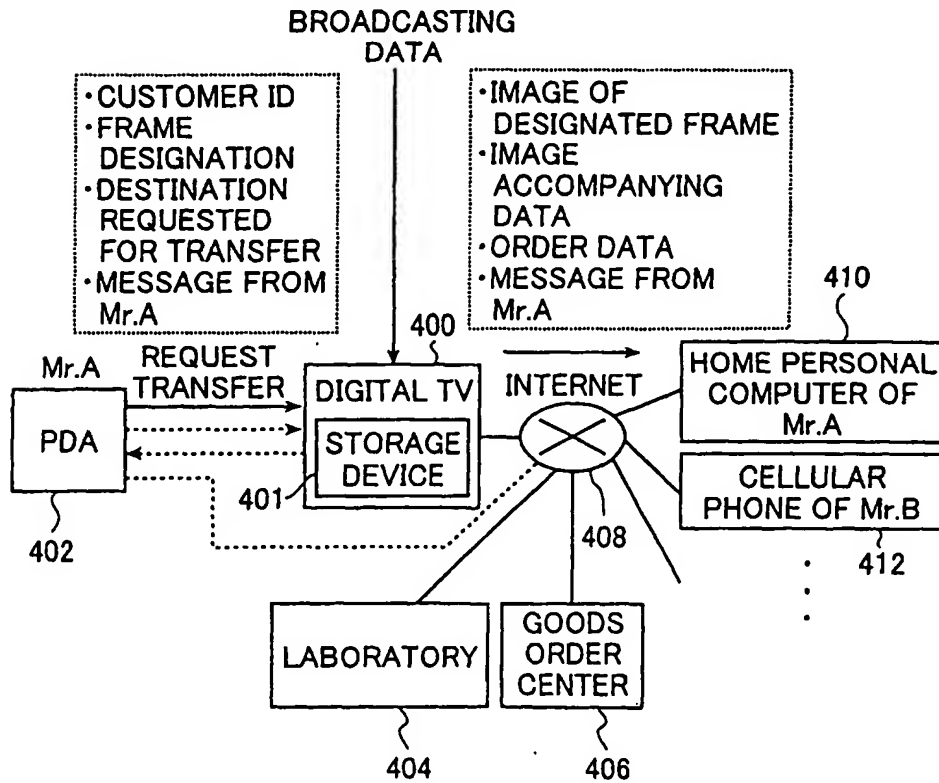 BROADCASTING
DATA
·CUSTOMER ID
·FRAME
DESIGNATION
·DESTINATION
REQUESTED
FOR TRANSFER
·MESSAGE FROM
Mr.A
·IMAGE OF
DESIGNATED FRAME
·IMAGE
ACCOMPANYING
DATA
·ORDER DATA
·MESSAGE FROM
Mr.A
410
400
Mr.A
REQUEST
TRANSFER
PDA
402
DIGITAL TV
STORAGE
DEVICE
401
INTERNET
408
HOME PERSONAL
COMPUTER OF
Mr.A
CELLULAR
PHONE OF Mr.B
412
LABORATORY
404
GOODS
ORDER
CENTER
406